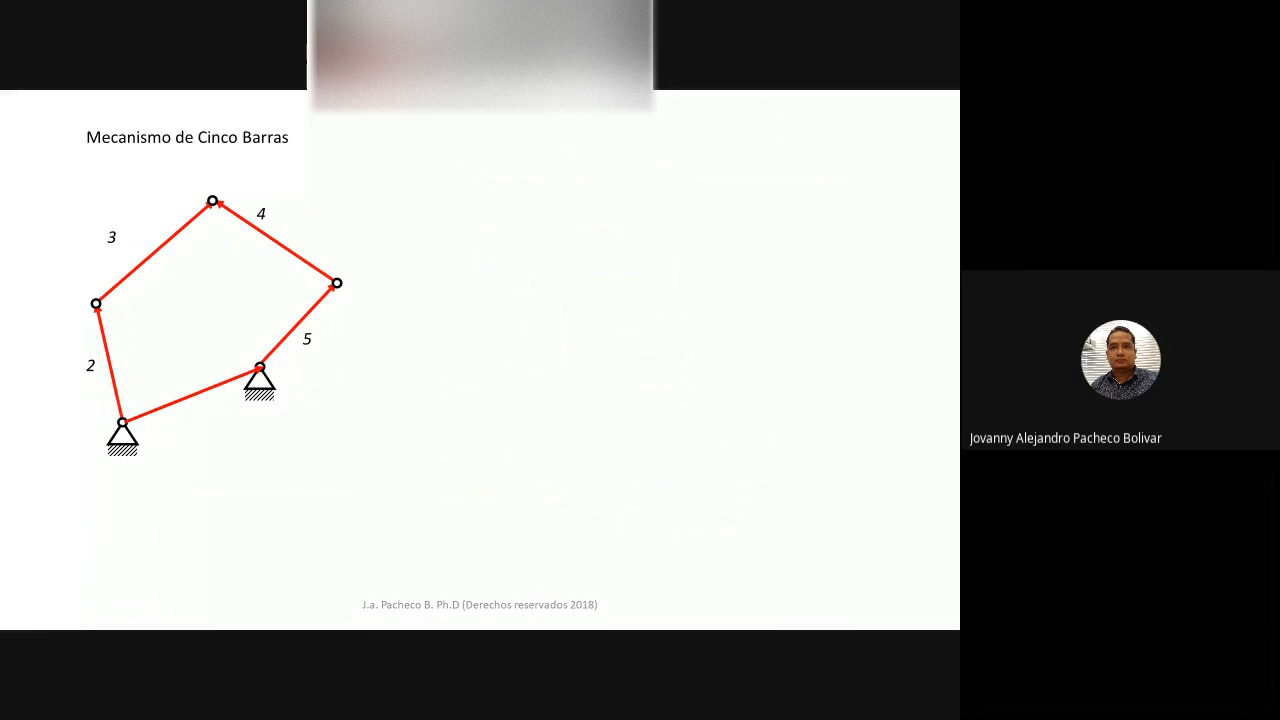 Mecanismo de Cinco Barras
4
3
5
2
Jovanny Alejandro Pacheco Bolivar
J.a. Pacheco B. Ph.D (Derechos reservados 2018)